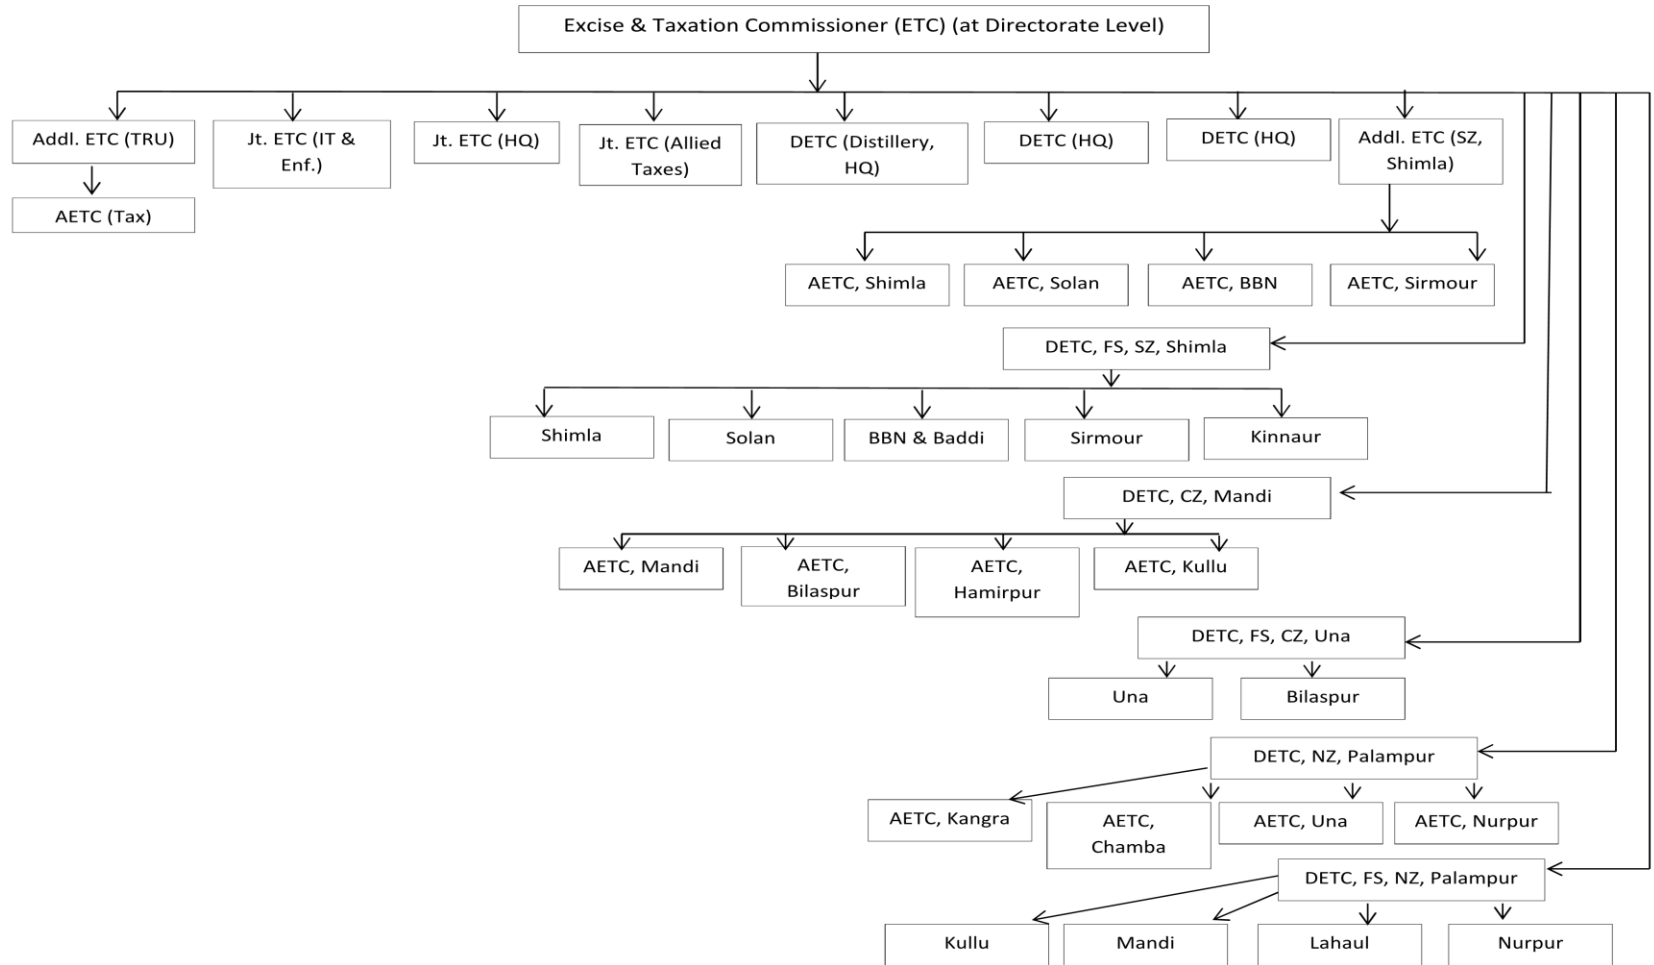 Excise & Taxation Commissioner (ETC) (at Directorate Level)
Addl. ETC (TRU)
Jt. ETC (IT &
Enf.)
Jt. ETC (HQ)
Jt. ETC (Allied
Taxes)
DETC (Distillery,
HQ)
DETC (HQ)
DETC (HQ)
Addl. ETC (SZ,
Shimla)
AETC (Tax)
AETC, Shimla
AETC, Solan
AETC, BBN
AETC, Sirmour
DETC, FS, SZ, Shimla
Shimla
Solan
BBN & Baddi
Sirmour
Kinnaur
DETC, CZ, Mandi
AETC, Mandi
AETC,
Bilaspur
AETC,
Hamirpur
AETC, Kullu
DETC, FS, CZ, Una
Una
Bilaspur
DETC, NZ, Palampur
AETC, Kangra
AETC,
Chamba
AETC, Una
AETC, Nurpur
DETC, FS, NZ, Palampur
Kullu
Mandi
Lahaul
Nurpur